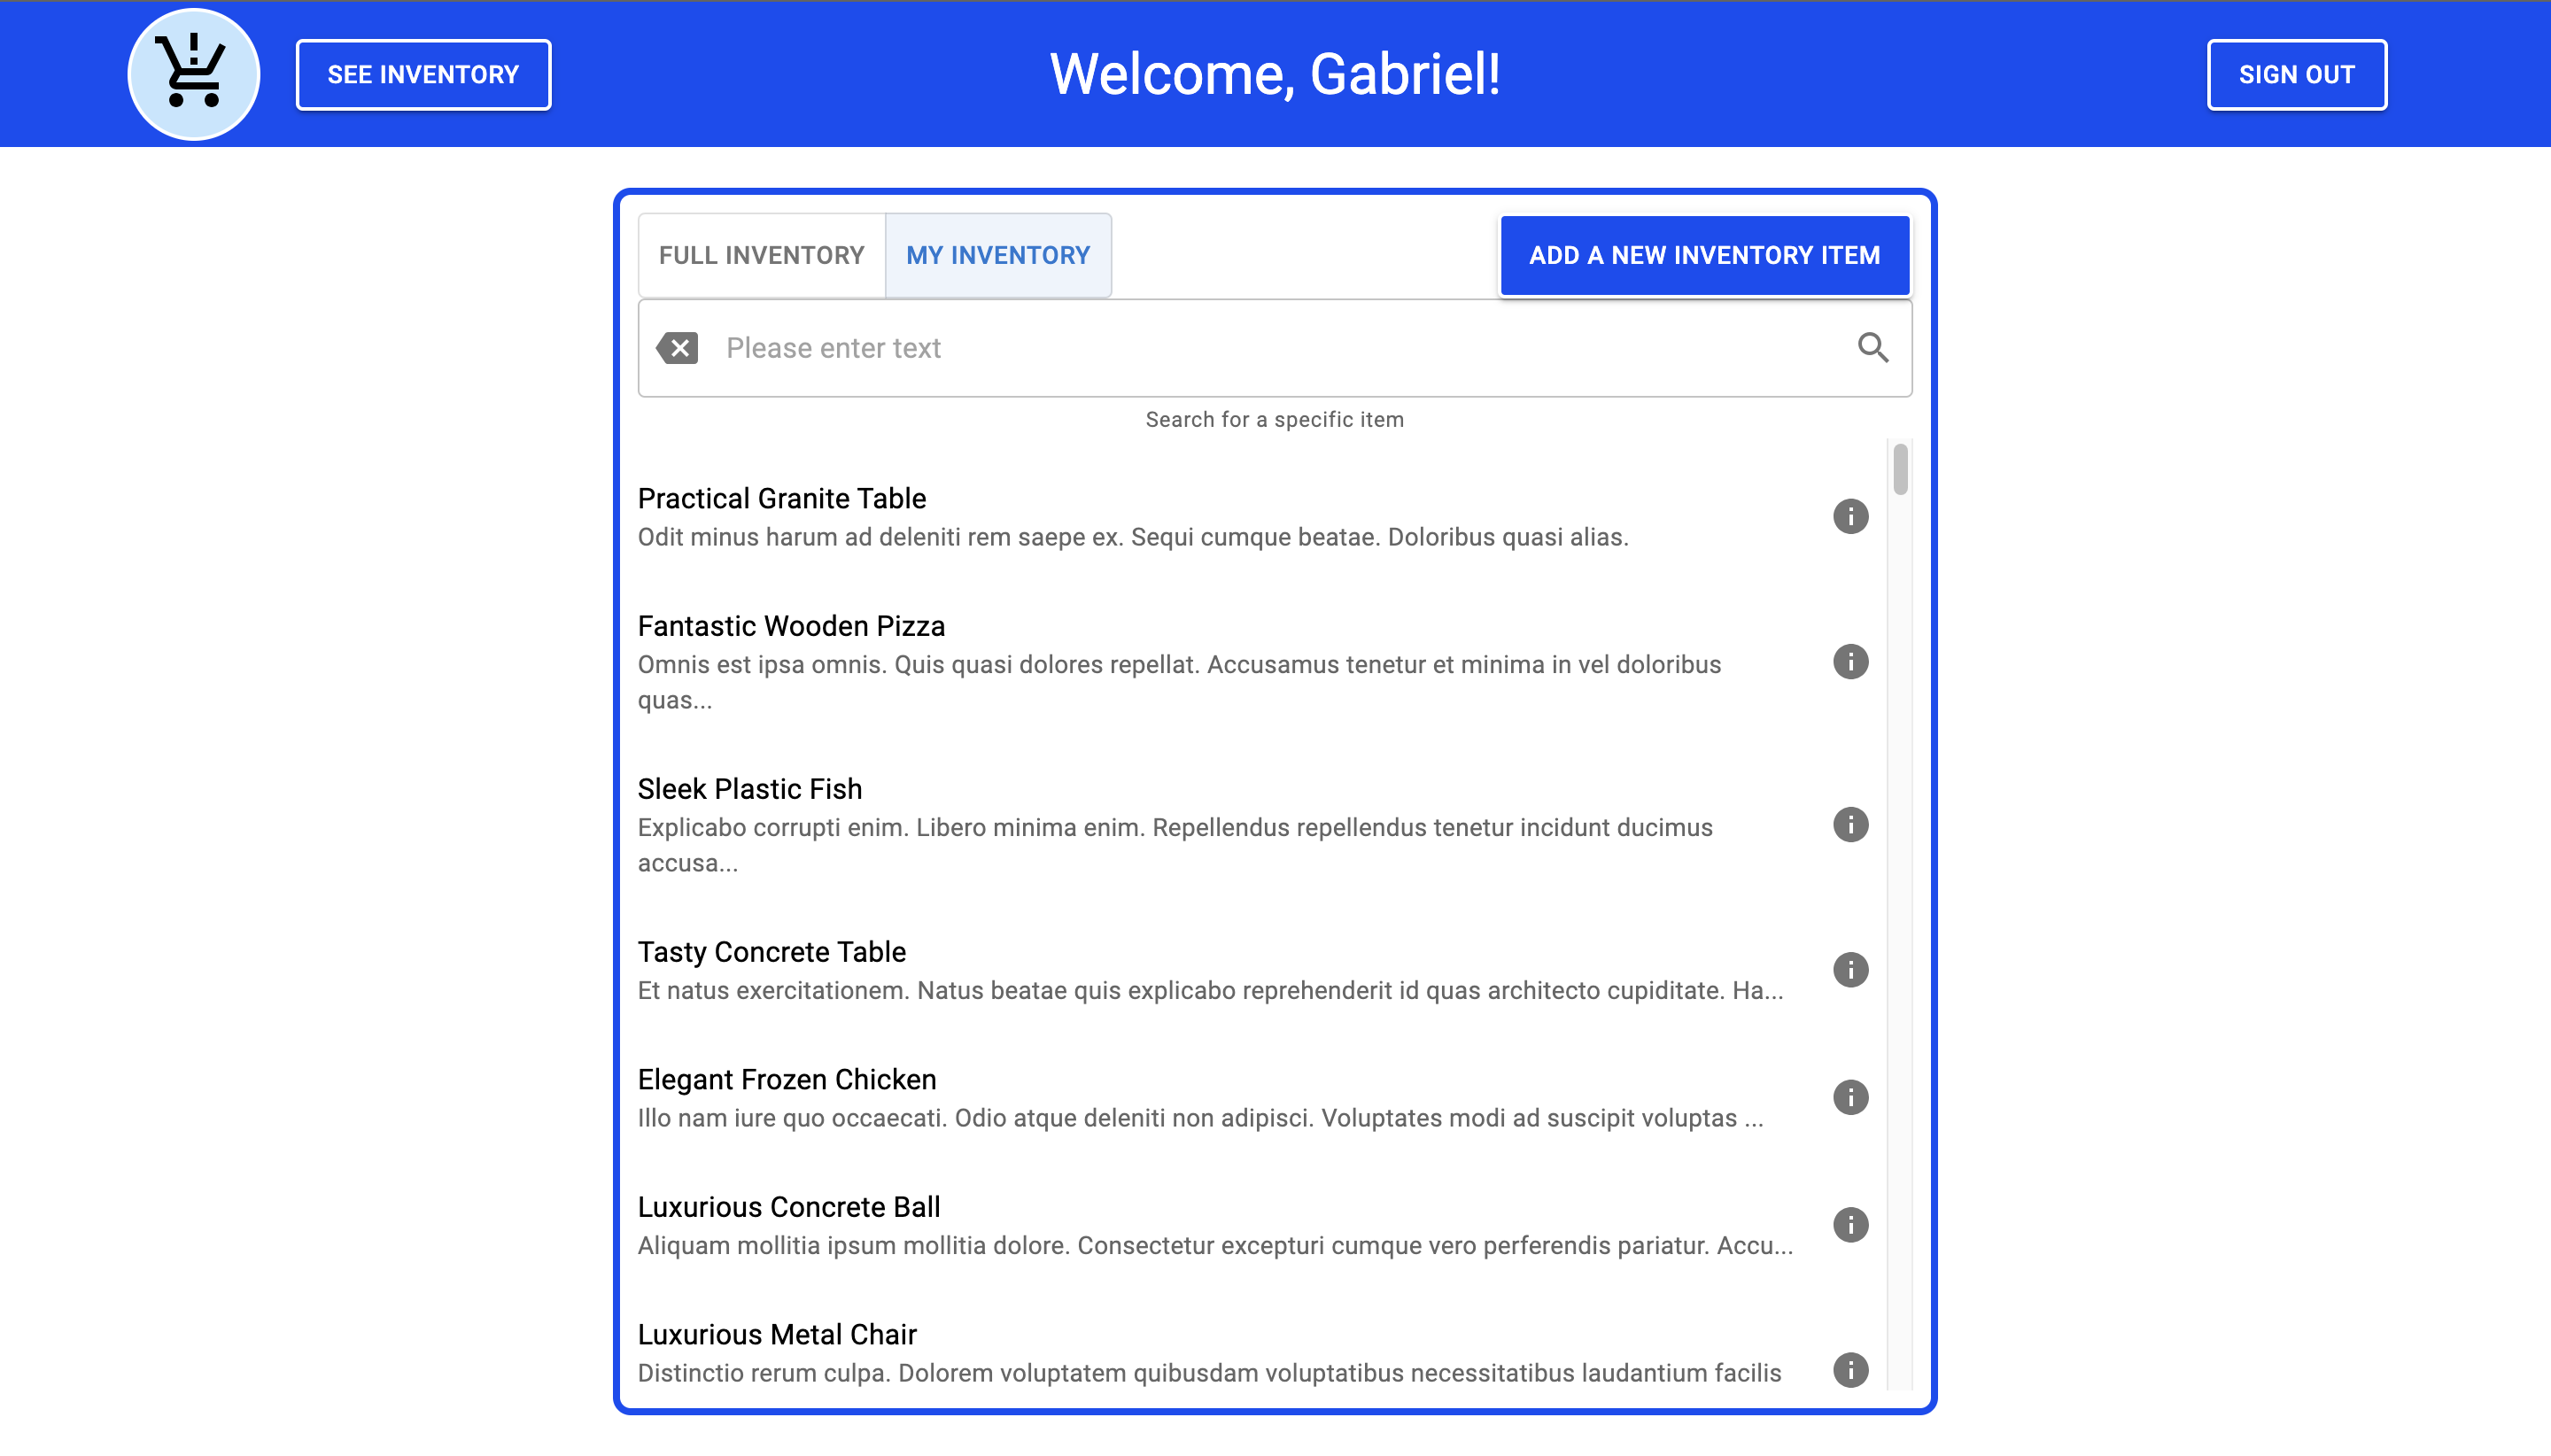 SEE INVENTORY
Welcome, Gabriel!
SIGN OUT
FULL INVENTORY
MY INVENTORY
ADD A NEW INVENTORY ITEM
Please enter text
Search for a specific item
Practical Granite Table
Odit minus harum ad deleniti rem saepe ex. Sequi cumque beatae. Doloribus quasi alias.
Fantastic Wooden Pizza
Omnis est ipsa omnis. Quis quasi dolores repellat. Accusamus tenetur et minima in vel doloribus
quas...
Sleek Plastic Fish
Explicabo corrupti enim. Libero minima enim. Repellendus repellendus tenetur incidunt ducimus
accusa...
Tasty Concrete Table
Et natus exercitationem. Natus beatae quis explicabo reprehenderit id quas architecto cupiditate. Ha...
Elegant Frozen Chicken
Illo nam iure quo occaecati. Odio atque deleniti non adipisci. Voluptates modi ad suscipit voluptas ...
Luxurious Concrete Ball
Aliquam mollitia ipsum mollitia dolore. Consectetur excepturi cumque vero perferendis pariatur. Accu...
Luxurious Metal Chair
Distinctio rerum culpa. Dolorem voluptatem quibusdam voluptatibus necessitatibus laudantium facilis